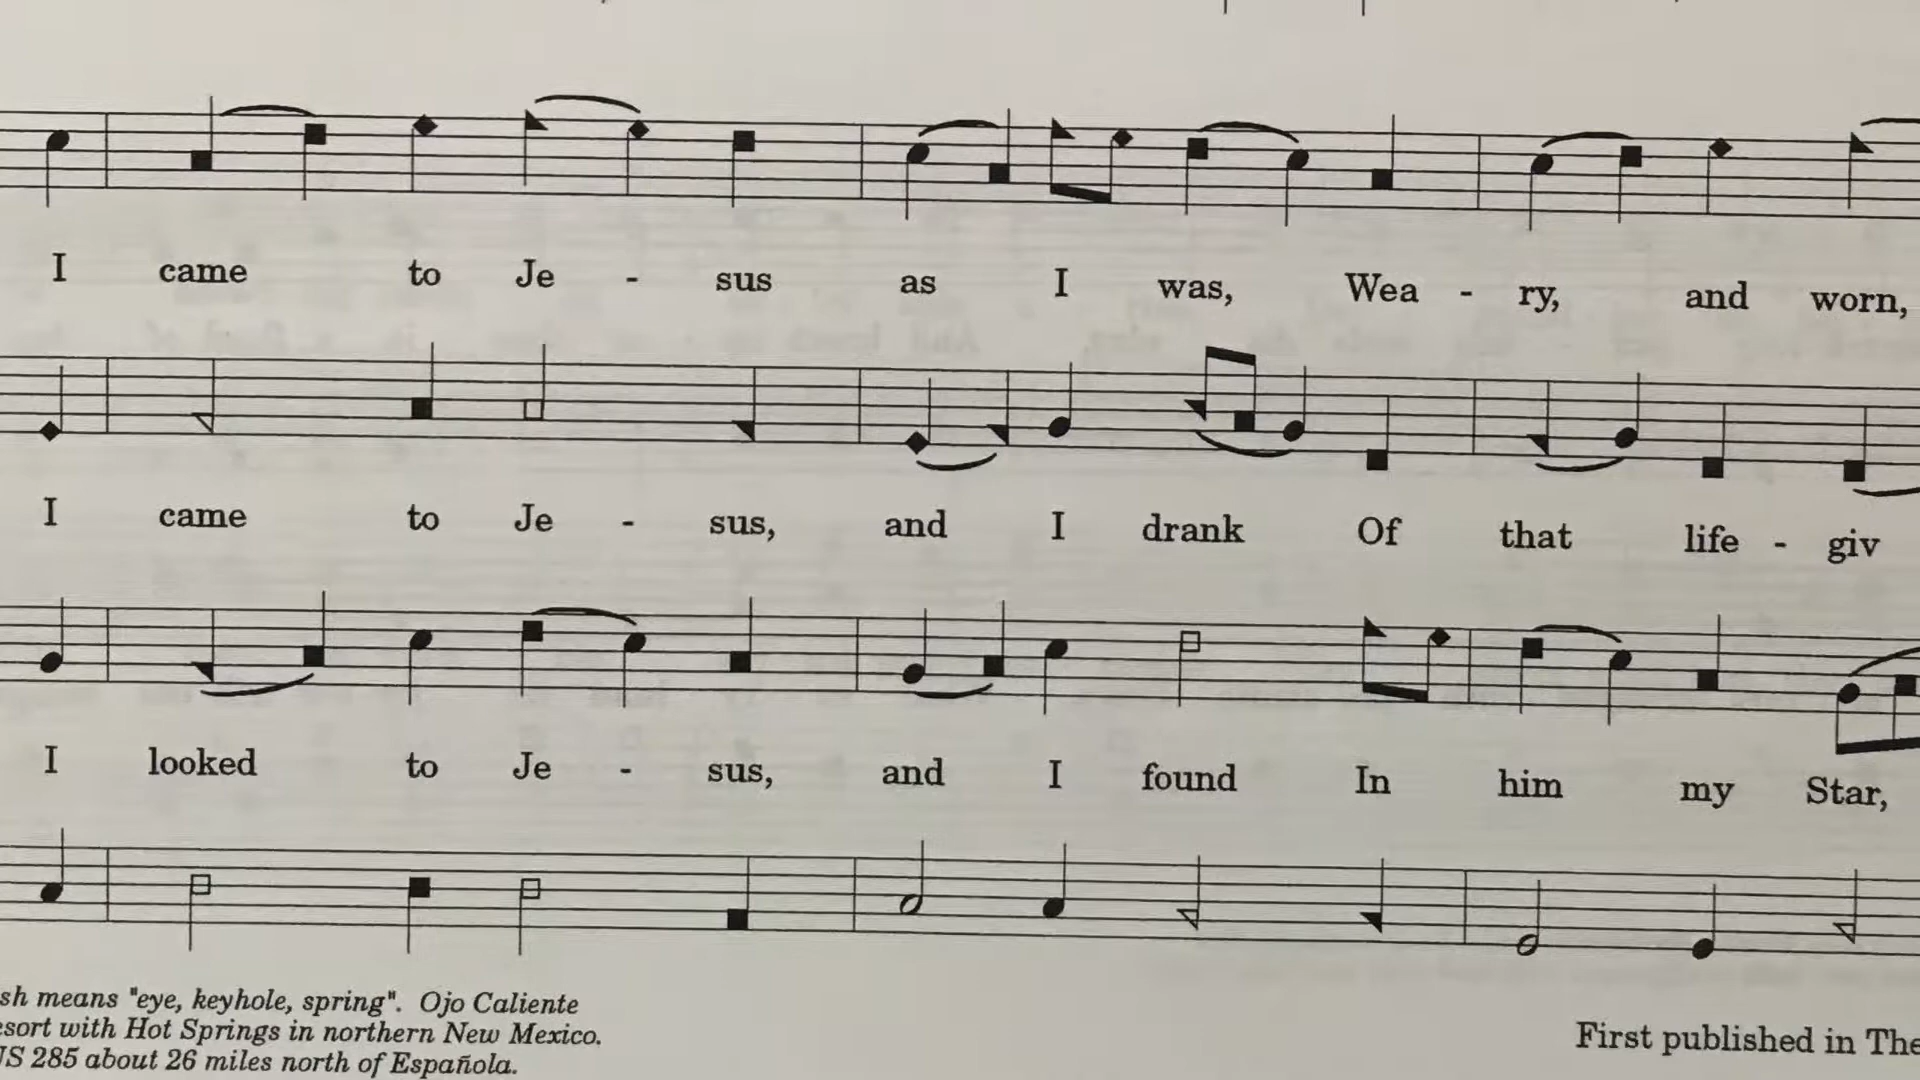 I came to Je - sus as I was, Wea - ry, and worn,
I came to Je - sus, and I drank Of that life - giv
I looked to Je - sus, and I found In him my Star,
sh means "eye, keyhole, spring". Ojo Caliente
esort with Hot Springs in northern New Mexico.
US 285 about 26 miles north of Española.
First published in The